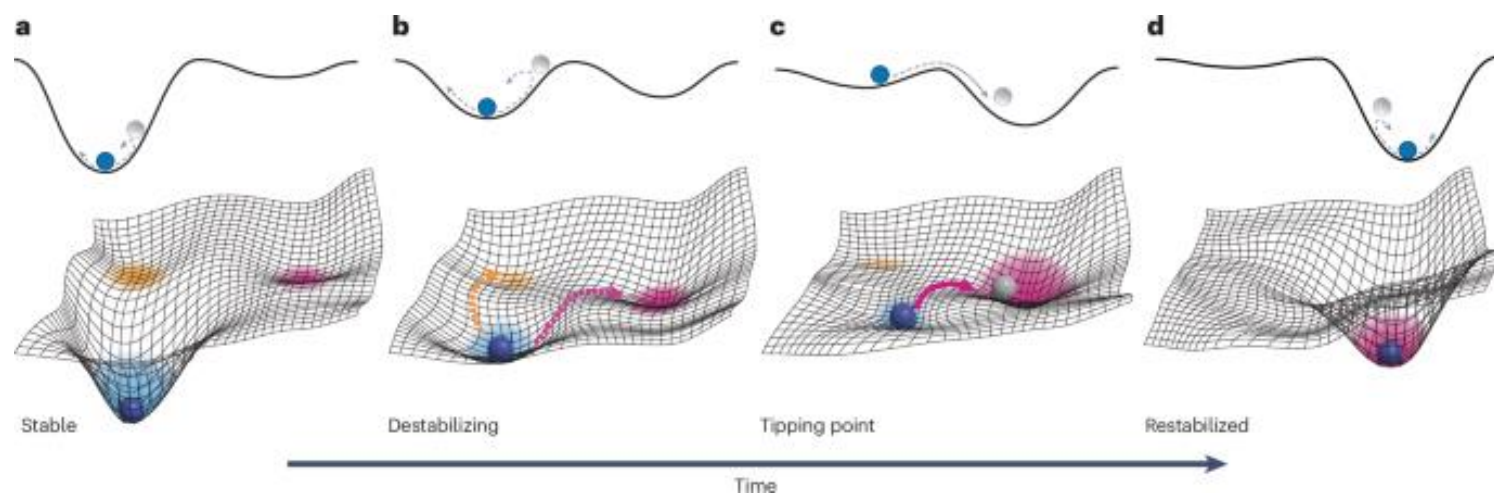 a
b
c
d
Stable
Destabilizing
Tipping point
Restabilized
Time